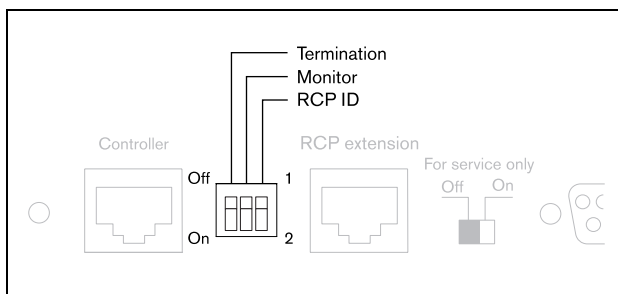 Termination
Monitor
RCP ID
Controller
RCP extension
For service only
Off 1
Off On
On 2